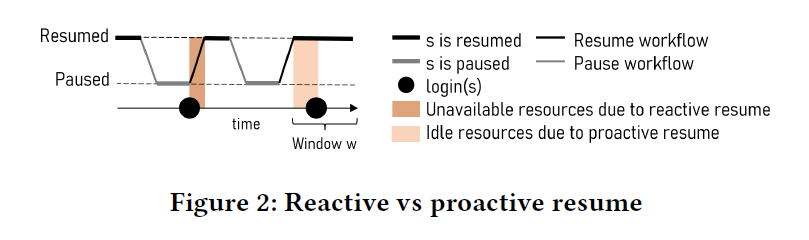 Resumed
Paused
time
Window w
s is resumed
Resume workflow
s is paused
Pause workflow
login(s)
Unavailable resources due to reactive resume
Idle resources due to proactive resume
Figure 2: Reactive vs proactive resume